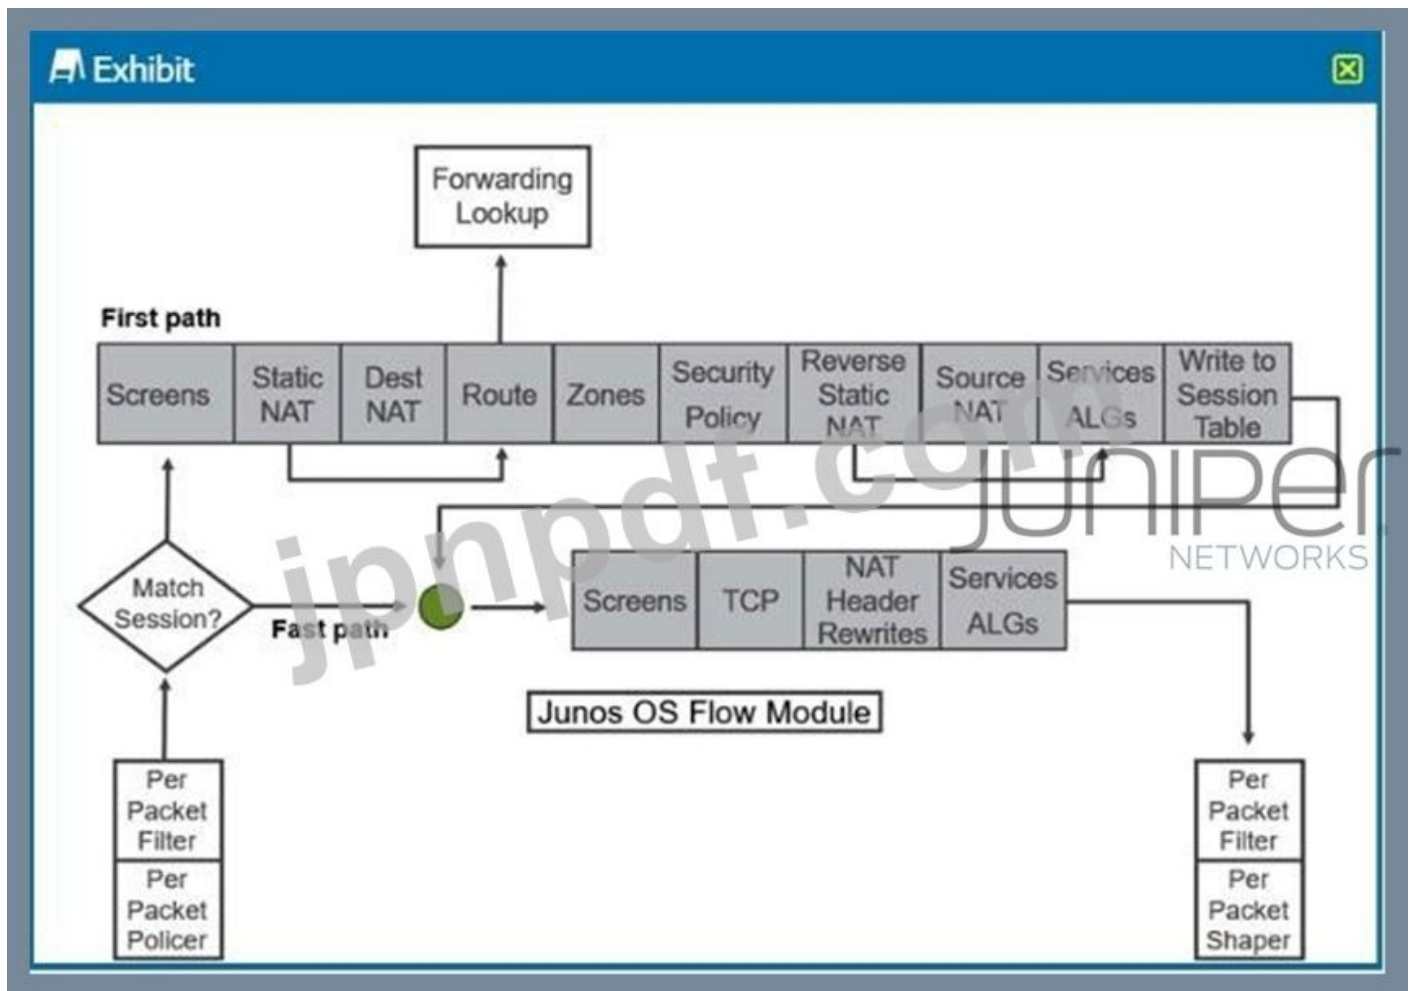 Exhibit
Forwarding
Lookup
First path
Screens
Static
NAT
Dest
NAT
Route
Zones
Security
Policy
Reverse
Static
NAT
Source
NAT
Services
ALGs
Write to
Session
Table
Match
Session?
Fast path
Screens
TCP
NAT
Header
Rewrites
Services
ALGs
Junos OS Flow Module
Per
Packet
Filter
Per
Packet
Policer
Per
Packet
Filter
Per
Packet
Shaper
jpnpdf.com
JUNIPEr
NETWORKS